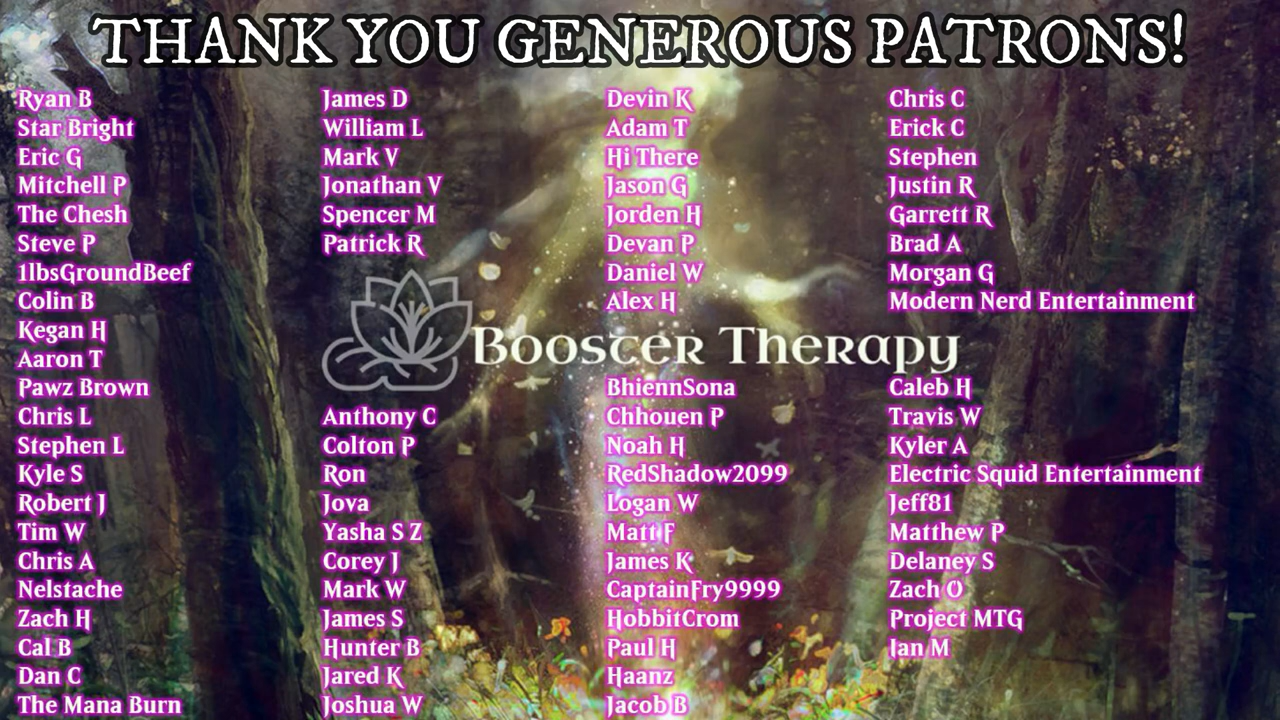 THANK YOU GENEROUS PATRONS!
Ryan B
Star Bright
Eric G
Mitchell P
The Chesh
Steve P
1lbsGroundBeef
Colin B
Kegan H
Aaron T
Pawz Brown
Chris L
Stephen L
Kyle S
Robert J
Tim W
Chris A
Nelstache
Zach H
Cal B
Dan C
The Mana Burn
James D
William L
Mark V
Jonathan V
Spencer M
Patrick R
Booster Therapy
Anthony C
Colton P
Ron
Jova
Yasha S Z
Corey J
Mark W
James S
Hunter B
Jared K
Joshua W
Devin K
Adam T
Hi There
Jason G
Jorden H
Devan P
Daniel W
Alex H
BhiennSona
Chhouen P
Noah H
RedShadow2099
Logan W
Matt F
James K
CaptainFry9999
HobbitCrom
Paul H
Haanz
Jacob B
Chris C
Erick C
Stephen
Justin R
Garrett R
Brad A
Morgan G
Modern Nerd Entertainment
Caleb H
Travis W
Kyler A
Electric Squid Entertainment
Jeff81
Matthew P
Delaney S
Zach O
Project MTG
Ian M